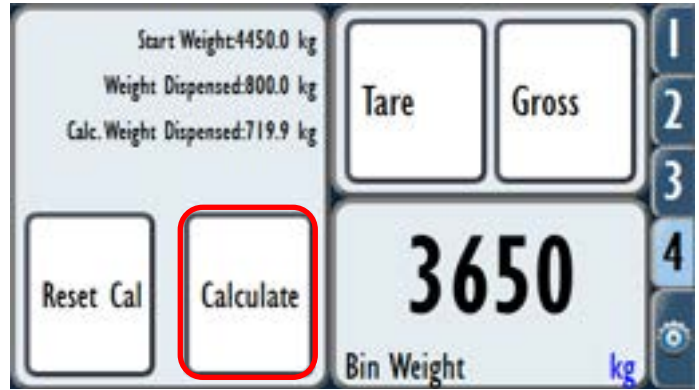 Start Weight:4450.0 kg
Weight Dispensed:800.0 kg
Calc. Weight Dispensed:719.9 kg
Reset Cal
Calculate
Tare
Gross
3650
Bin Weight kg
1
2
3
4